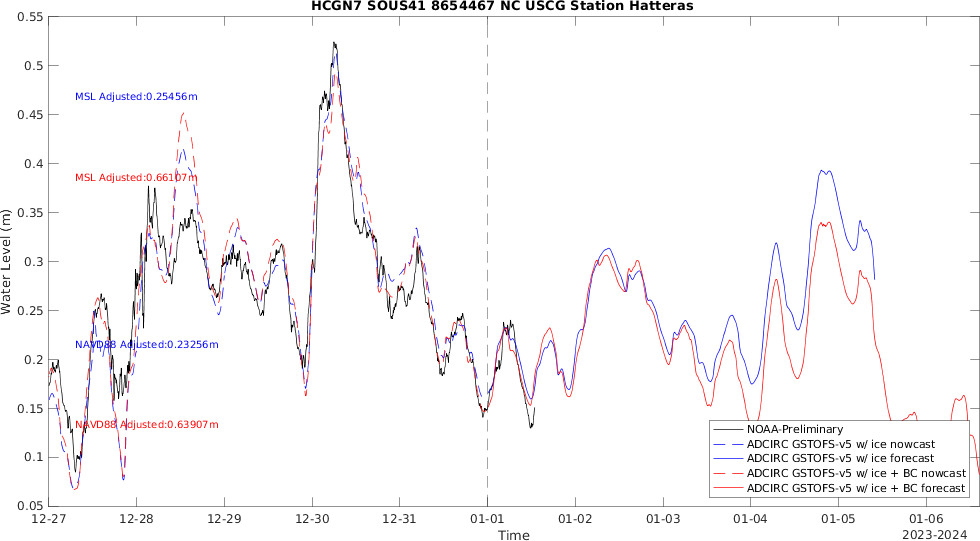 HCGN7 SOUS41 8654467 NC USCG Station Hatteras
0.55
0.5
0.45
0.4
0.35
0.3
0.25
0.2
0.15
0.1
0.05
Water Level (m)
MSL Adjusted:0.25456m
MSL Adjusted:0.66107m
NAVD88 Adjusted:0.23256m
NAVD88 Adjusted:0.63907m
NOAA-Preliminary
ADCIRC GSTOFS-v5 w/ ice nowcast
ADCIRC GSTOFS-v5 w/ ice forecast
ADCIRC GSTOFS-v5 w/ ice + BC nowcast
ADCIRC GSTOFS-v5 w/ ice + BC forecast
12-27 12-28 12-29 12-30 12-31 01-01 01-02 01-03 01-04 01-05 01-06
Time
2023-2024